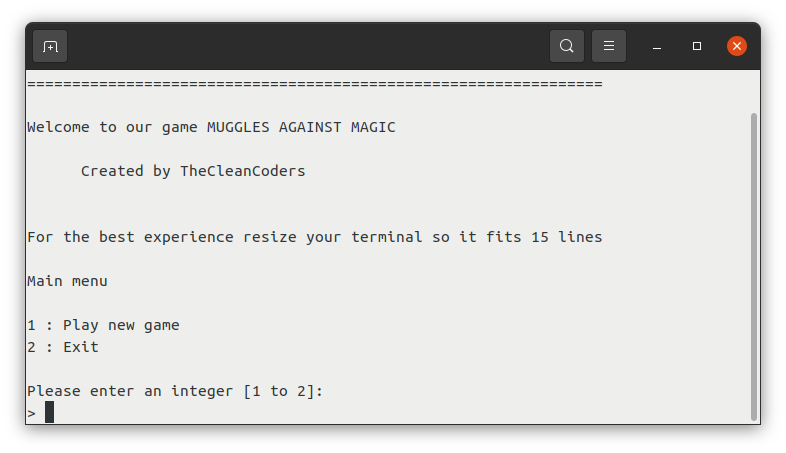 ================================================================
Welcome to our game MUGGLES AGAINST MAGIC
Created by TheCleanCoders
For the best experience resize your terminal so it fits 15 lines
Main menu
1 : Play new game
2 : Exit
Please enter an integer [1 to 2]:
>